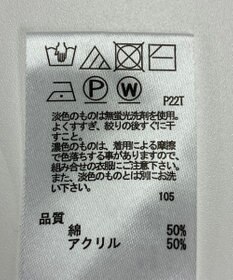 P W
P22T
淡色のものは無蛍光洗剤を使用。
よくすすぎ、絞りの後すぐに干
すこと。
濃色のものは、着用による摩擦
で色落ちする事がありますので、
組み合せの衣服にご注意下さい。
また、淡色のものとは別にお洗
い下さい。
105
品質
綿 50%
アクリル 50%